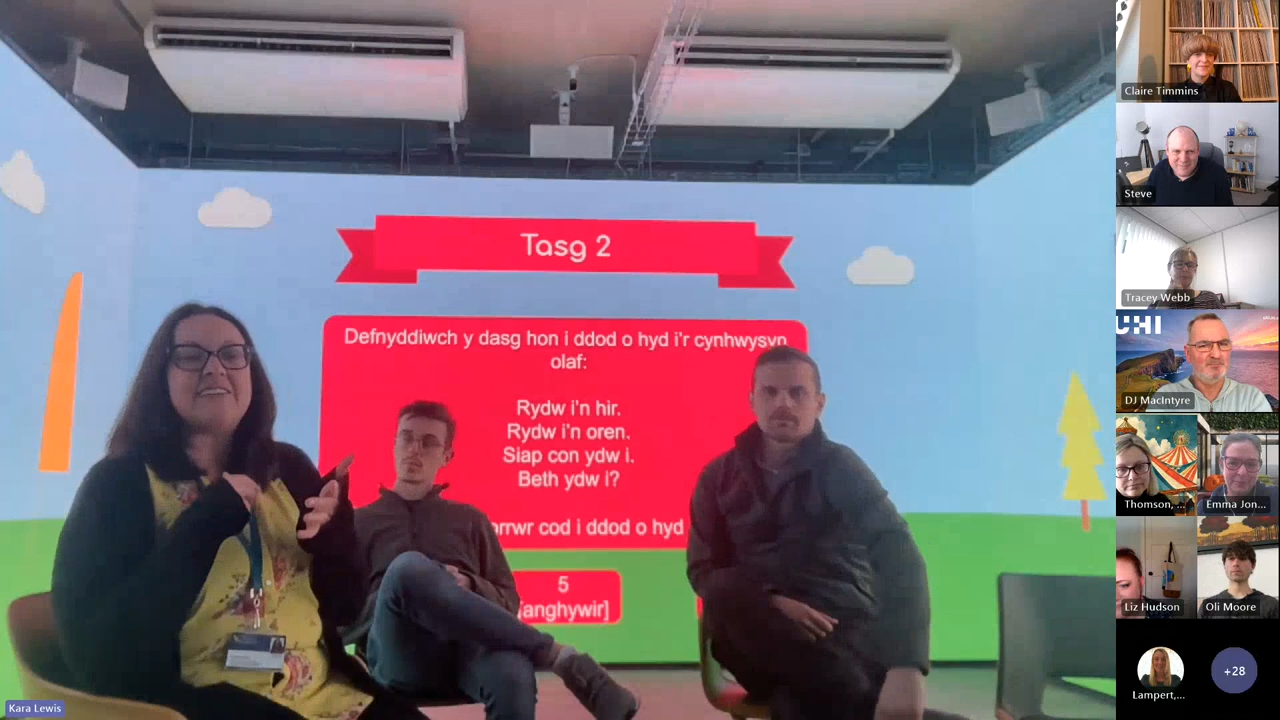 Tasg 2
Defnyddiwch y dasg hon i ddod o hyd i'r cynhwysyn
olaf:
Rydw i'n hir.
Rydw i'n oren.
Siap con ydw i.
Beth ydw i?
cod i ddod o hyd
5
[anghywir]
Kara Lewis
Claire Timmins
Steve
Tracey Webb
UHI
DJ MacIntyre
Thomson, ...
Emma Jon...
Liz Hudson
Oli Moore
Lampert,...
+28